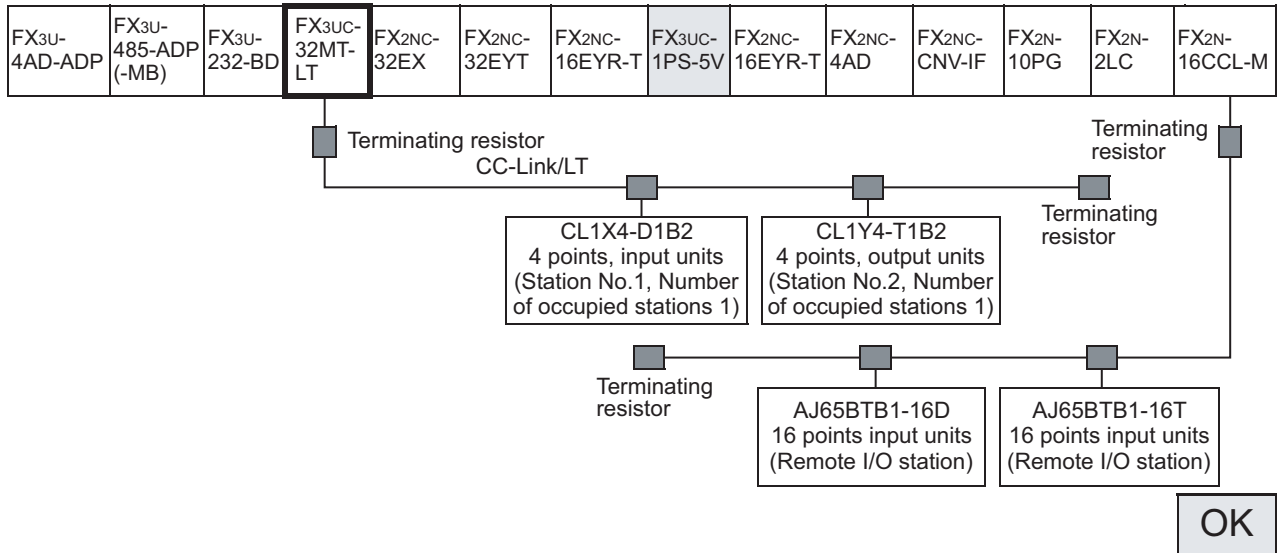 FX3U-
4AD-ADP
FX3U-
485-ADP
(-MB)
FX3U-
232-BD
FX3UC-
32MT-
LT
FX2NC-
32EX
FX2NC-
32EYT
FX2NC-
16EYR-T
FX3UC-
1PS-5V
FX2NC-
16EYR-T
FX2NC-
4AD
FX2NC-
CNV-IF
FX2N-
10PG
FX2N-
2LC
FX2N-
16CCL-M
Terminating resistor
CC-Link/LT
Terminating
resistor
Terminating
resistor
CL1X4-D1B2
4 points, input units
(Station No.1, Number
of occupied stations 1)
CL1Y4-T1B2
4 points, output units
(Station No.2, Number
of occupied stations 1)
Terminating
resistor
AJ65BTB1-16D
16 points input units
(Remote I/O station)
AJ65BTB1-16T
16 points input units
(Remote I/O station)
OK